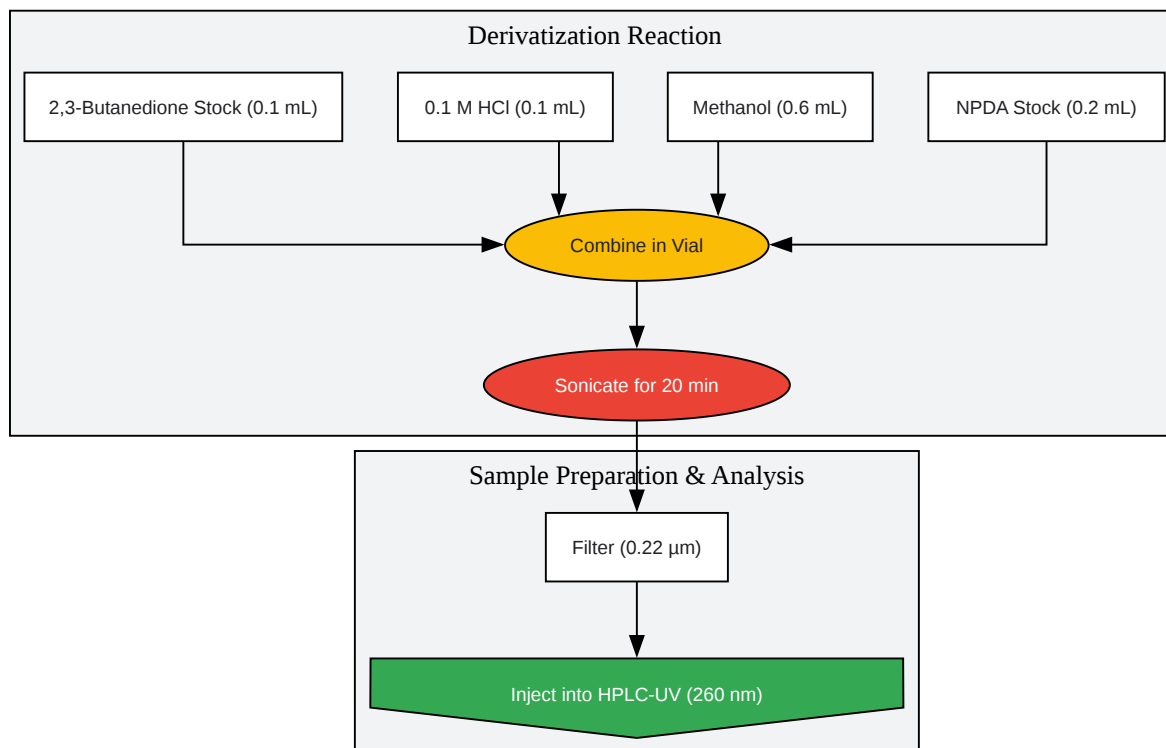 Derivatization Reaction
2,3-Butanedione Stock (0.1 mL)
0.1 M HCl (0.1 mL)
Methanol (0.6 mL)
NPDA Stock (0.2 mL)
Combine in Vial
Sonicate for 20 min
Sample Preparation & Analysis
Filter (0.22 µm)
Inject into HPLC-UV (260 nm)